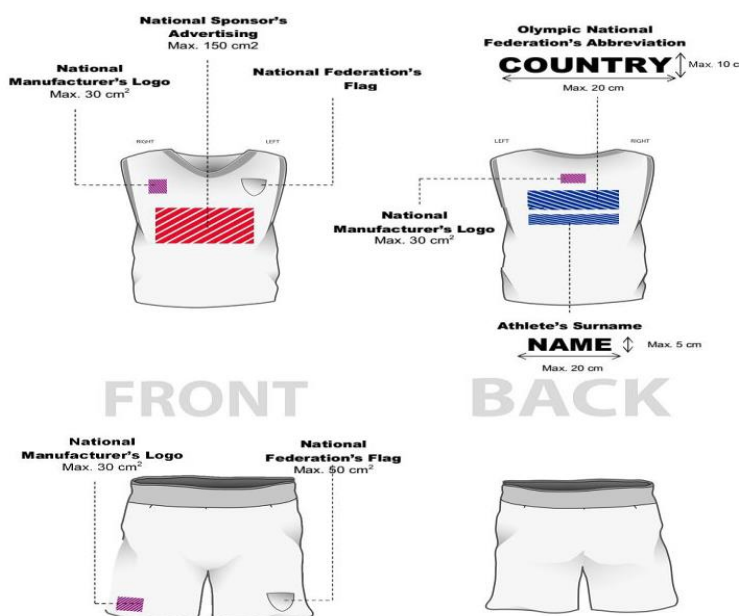 National Sponsor's
Advertising
Max. 150 cm2
National
Manufacturer's Logo
Max. 30 cm²
National Federation's
Flag
RIGHT
LEFT
Olympic National
Federation's Abbreviation
COUNTRY
Max. 10 c
Max. 20 cm
LEFT
RIGHT
National
Manufacturer's Logo
Max. 30 cm²
Athlete's Surname
NAME
Max. 5 cm
Max. 20 cm
FRONT
BACK
National
Manufacturer's Logo
Max. 30 cm²
National
Federation's Flag
Max. 50 cm²